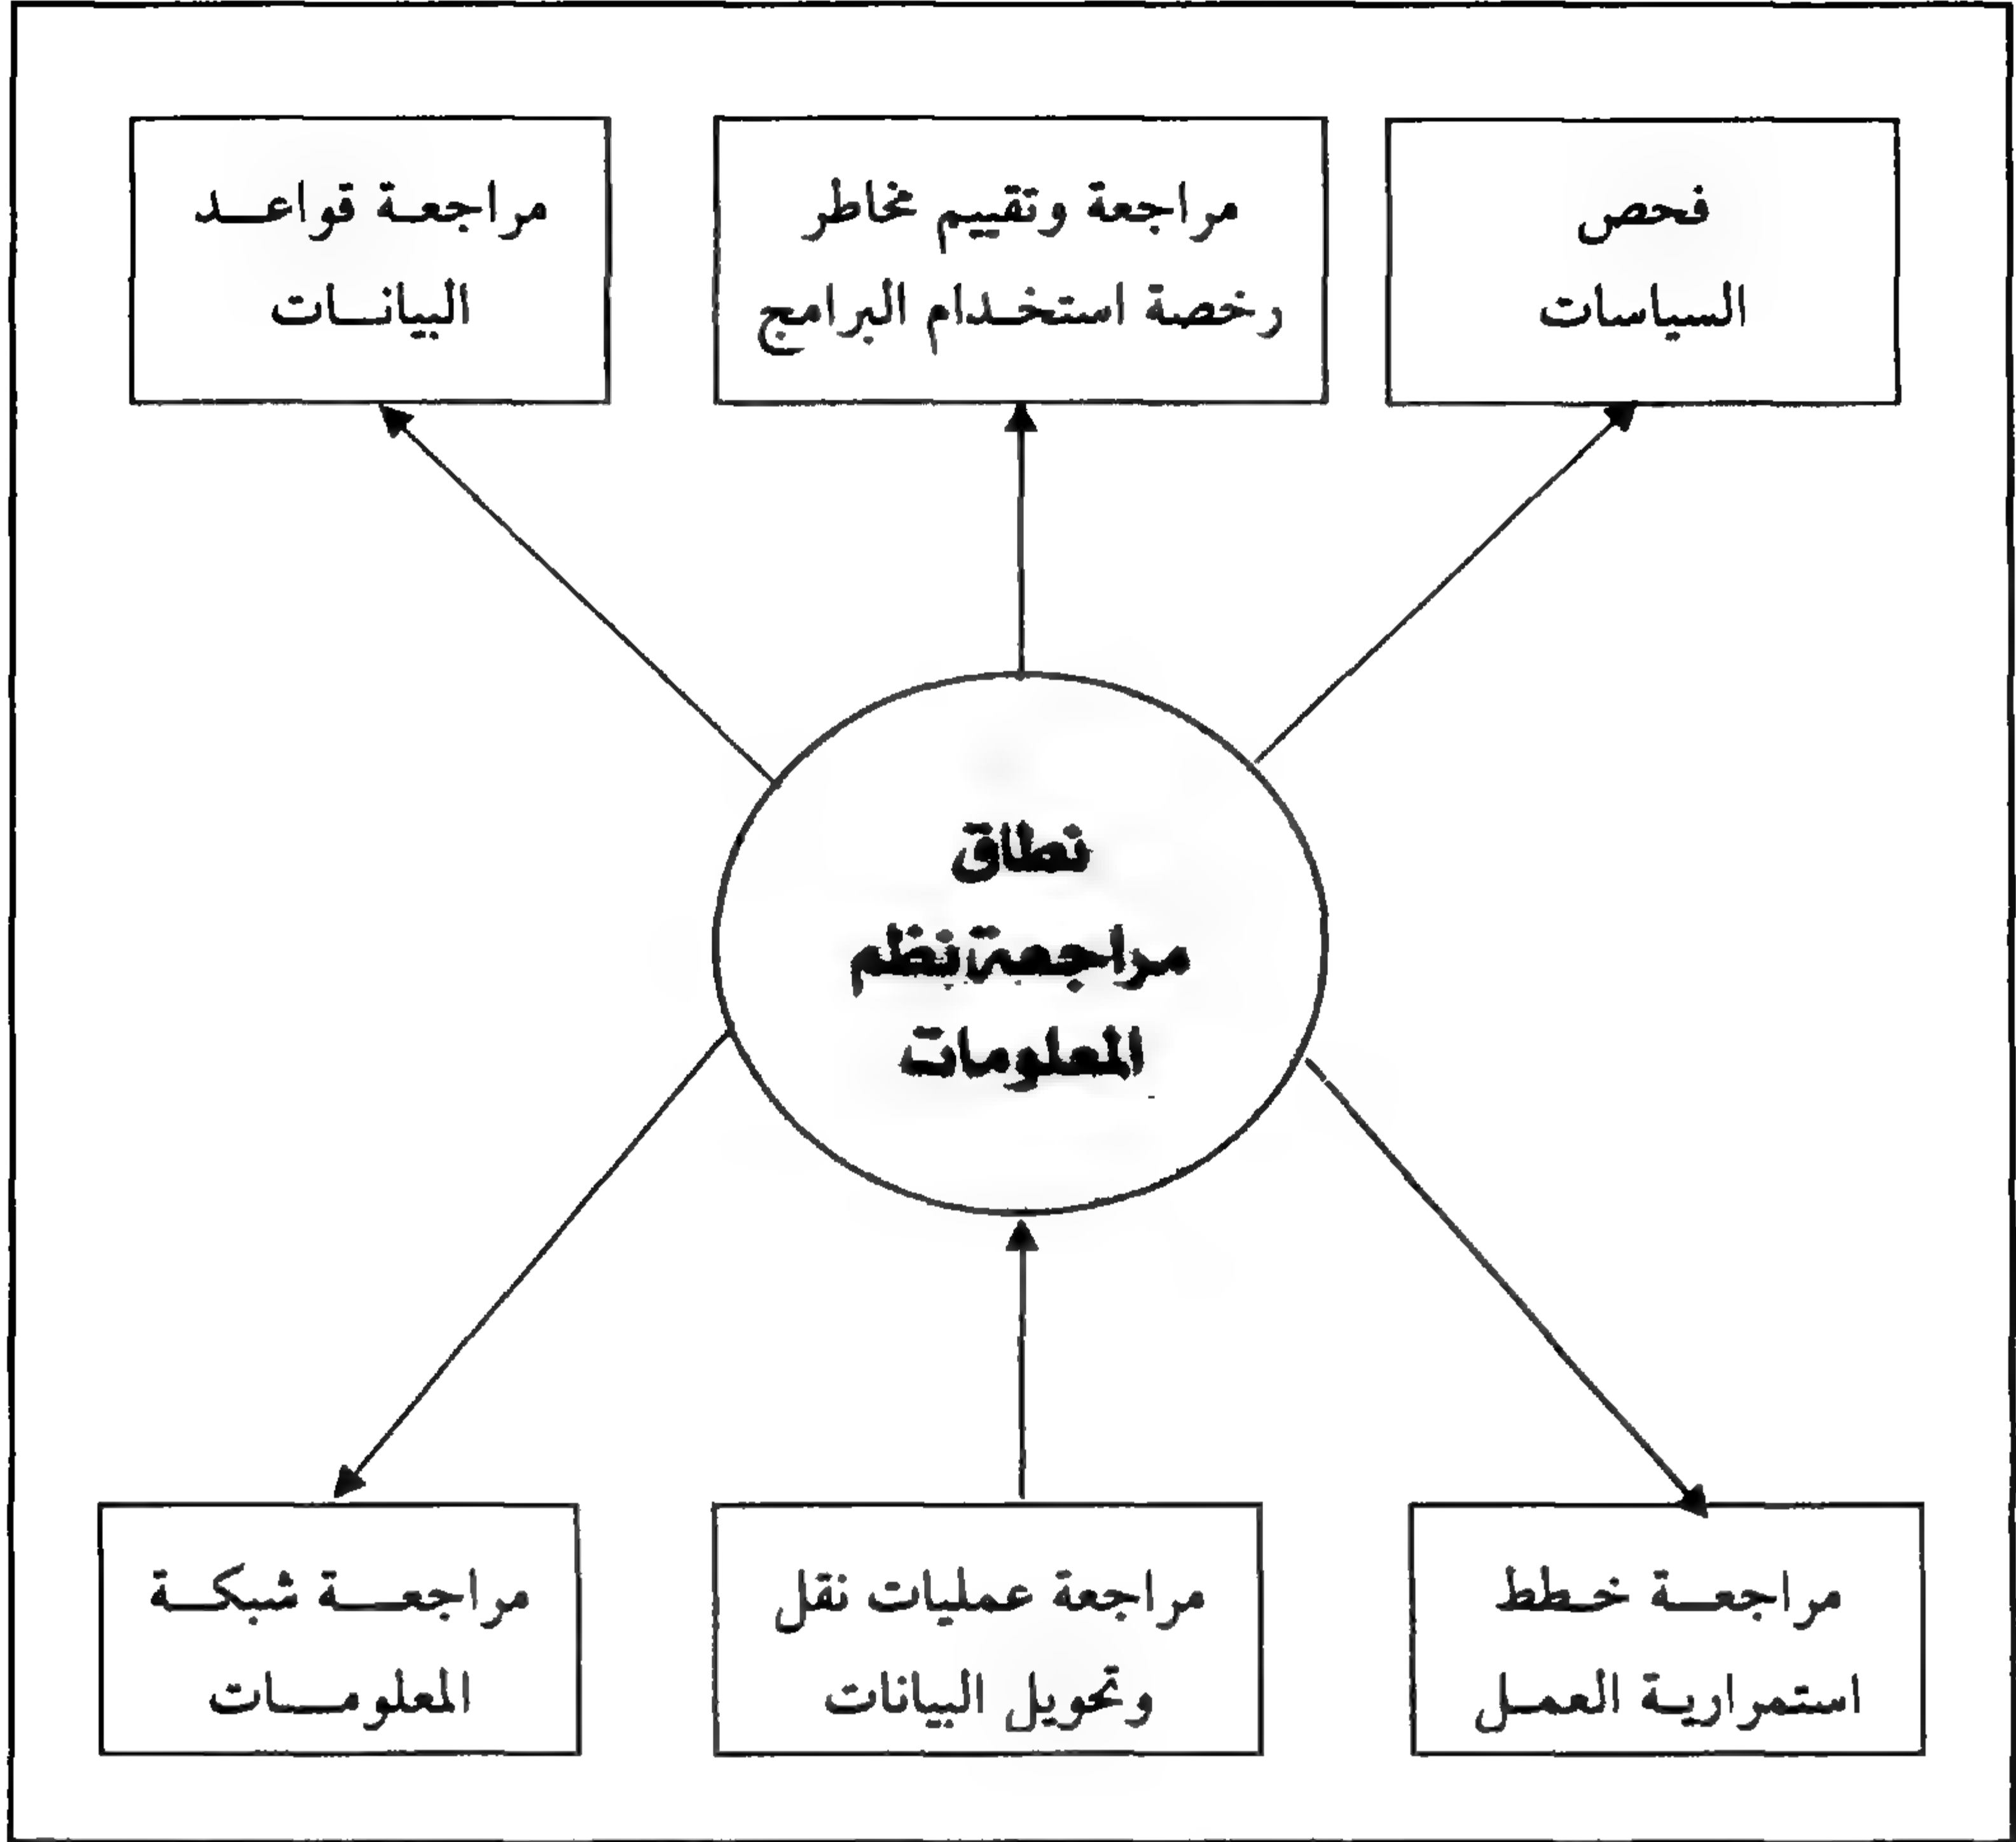 فحص
السياسات
مراجعة وتقييم مخاطر
رخصة استخدام البرامج
مراجعة قواعد
البيانات
نطاق
مراجعة نظم
المعلومات
مراجعة خطط
استمرارية العمل
مراجعة عمليات نقل
وتحويل البيانات
مراجعة شبكة
المعلومات